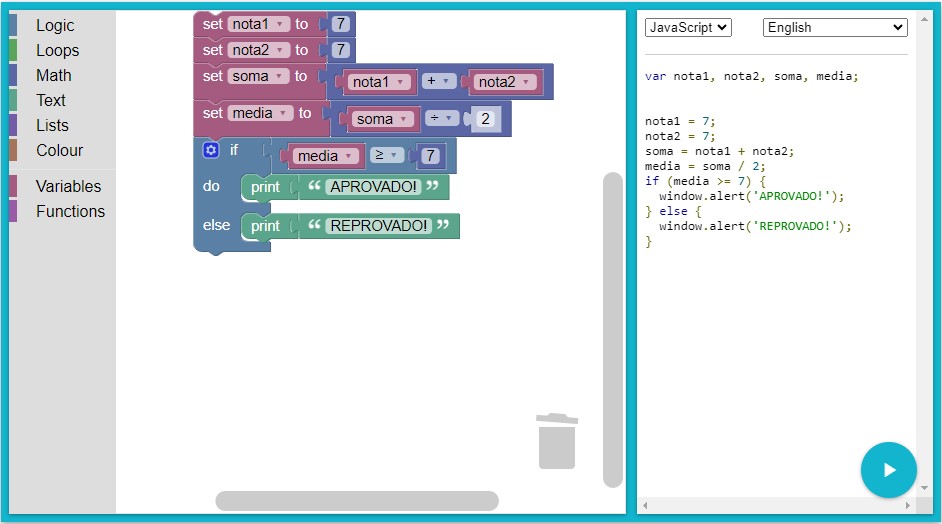 Logic
Loops
Math
Text
Lists
Colour
Variables
Functions
set nota1 to 7
set nota2 to 7
set soma to nota1 + nota2
set media to soma ÷ 2
if media ≥ 7
do print “ APROVADO! ”
else print “ REPROVADO! ”
JavaScript English
var nota1, nota2, soma, media;
nota1 = 7;
nota2 = 7;
soma = nota1 + nota2;
media = soma / 2;
if (media >= 7) {
  window.alert('APROVADO!');
} else {
  window.alert('REPROVADO!');
}